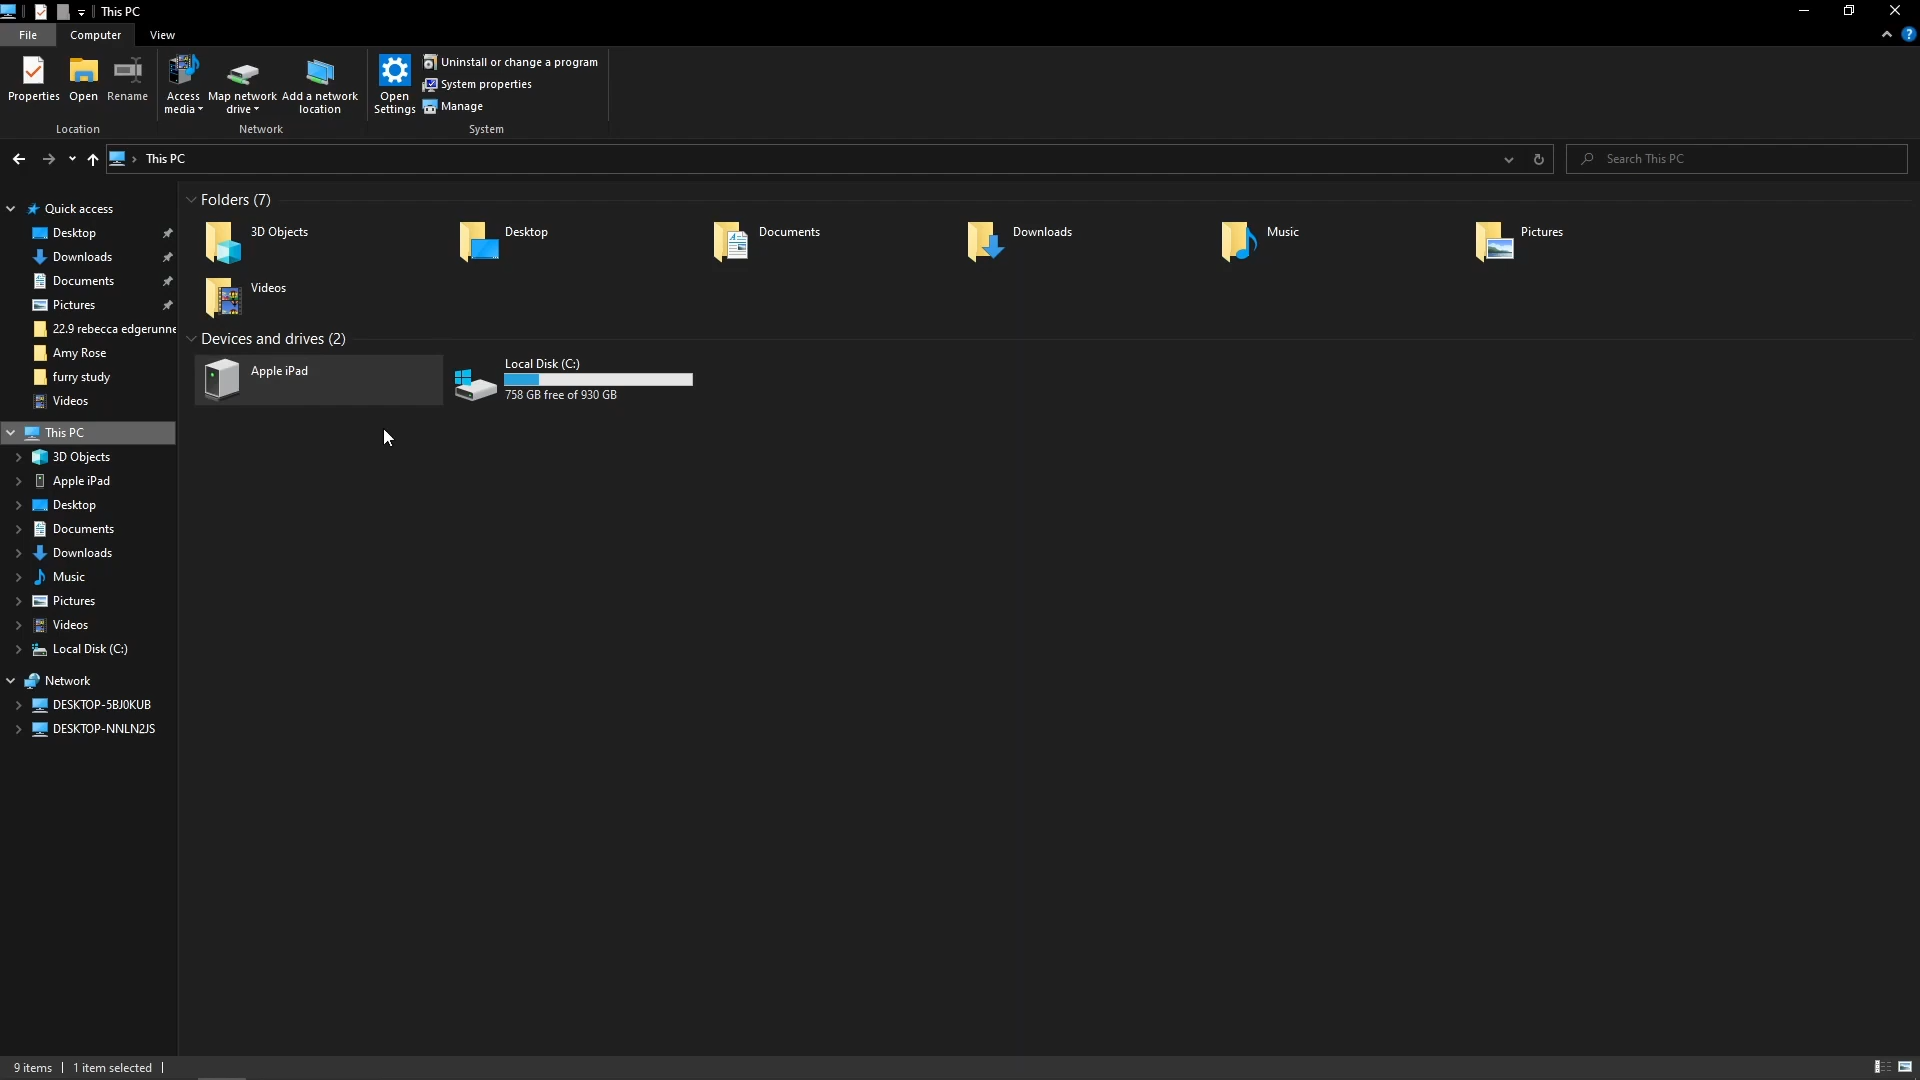 This PC
File Computer View
Properties Open Rename Access media Map network drive Add a network location Open Settings Uninstall or change a program
System properties
Manage
Location Network System
This PC Search This PC
Quick access
Desktop
Downloads
Documents
Pictures
22.9 rebecca edgerunne
Amy Rose
furry study
Videos
This PC
3D Objects
Apple iPad
Desktop
Documents
Downloads
Music
Pictures
Videos
Local Disk (C:)
Network
DESKTOP-5BJ0KUB
DESKTOP-NNLN2JS
Folders (7)
3D Objects Desktop Documents Downloads Music Pictures
Videos
Devices and drives (2)
Apple iPad
Local Disk (C:)
758 GB free of 930 GB
9 items 1 item selected